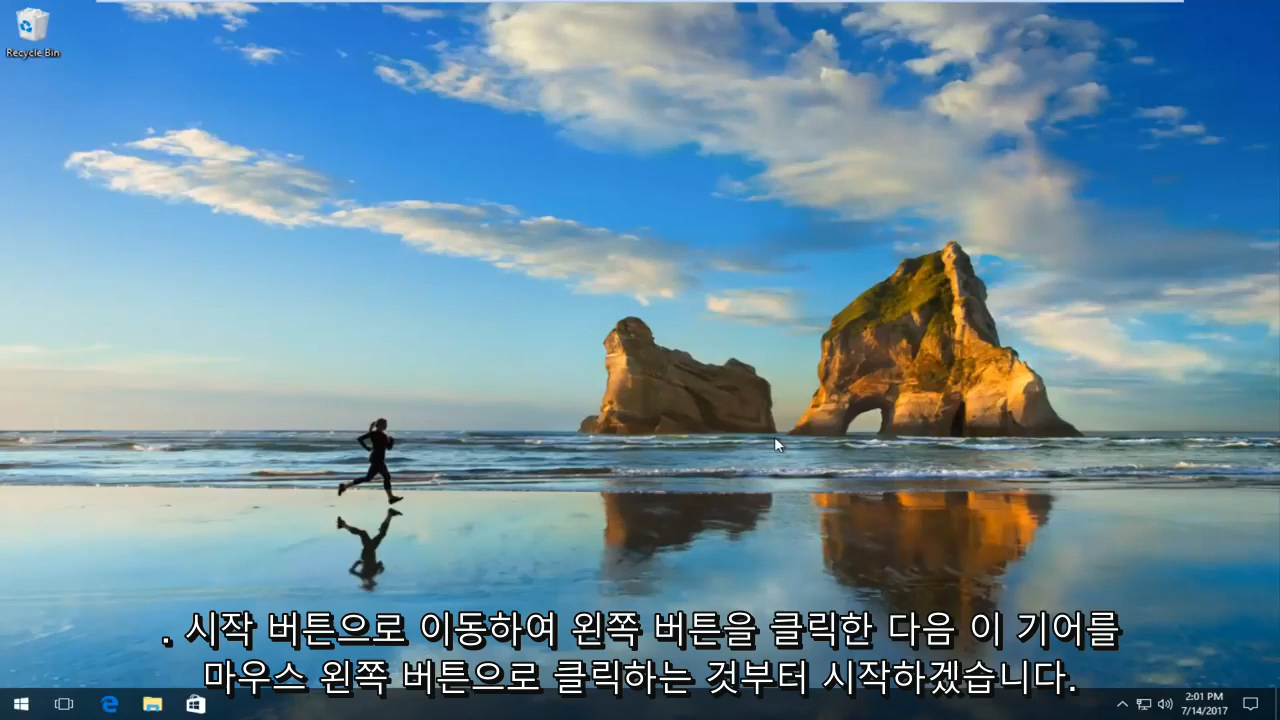 Recycle Bin
. 시작 버튼으로 이동하여 왼쪽 버튼을 클릭한 다음 이 기어를
마우스 왼쪽 버튼으로 클릭하는 것부터 시작하겠습니다.
2:01 PM
7/14/2017